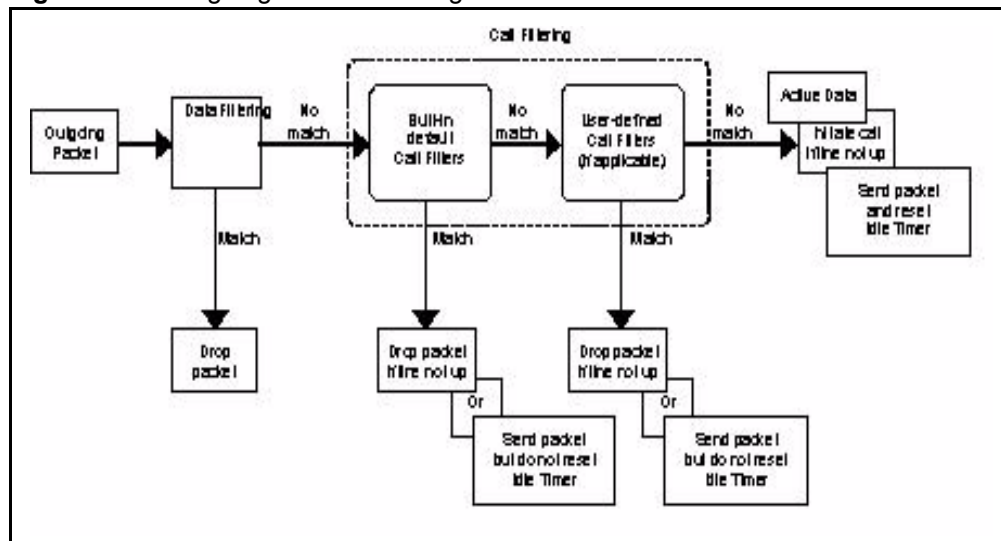 Call Filtering
Outgoing
Packet
Data Filtering
No
match
Built-in
default
Call Filters
No
match
User-defined
Call Filters
(if applicable)
No
match
Active Data
Initiate call
if line not up
Send packet
and reset
Idle Timer
Match
Match
Match
Drop
packet
Drop packet
if line not up
Or
Send packet
but do not reset
Idle Timer
Drop packet
if line not up
Or
Send packet
but do not reset
Idle Timer